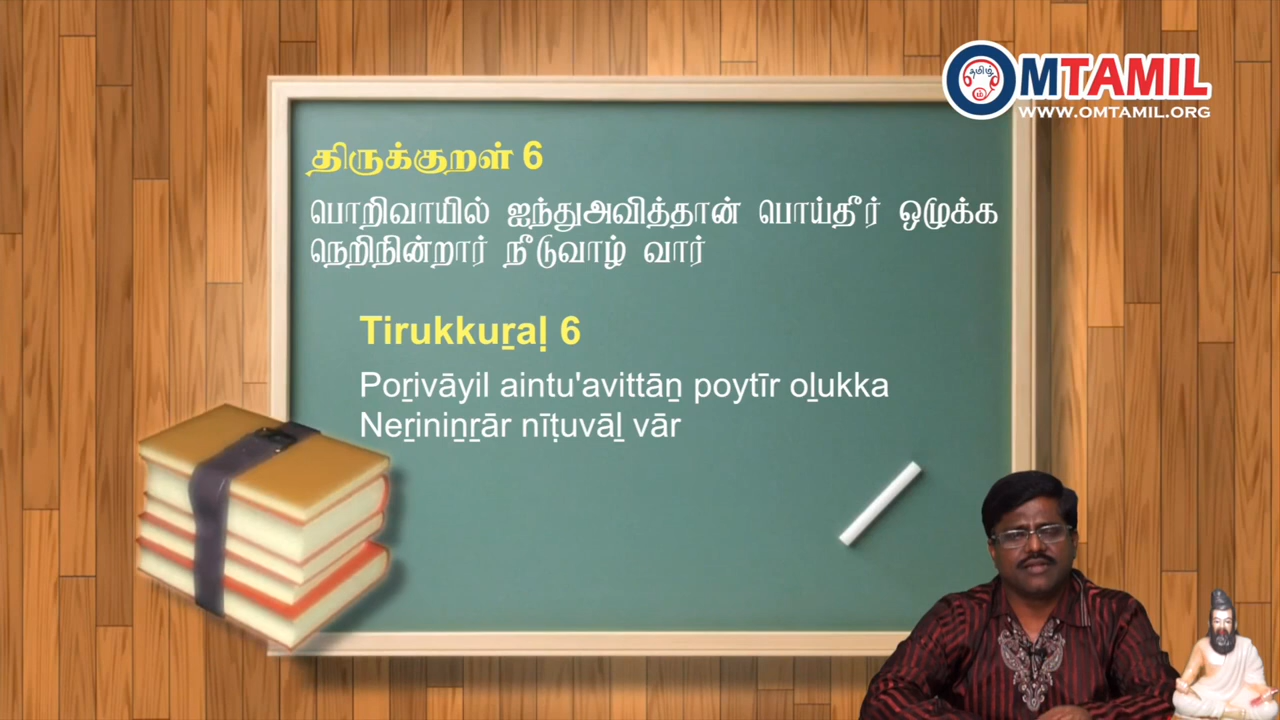 தமிழ்
OMTAMIL
WWW.OMTAMIL.ORG
திருக்குறள் 6
பொறிவாயில் ஐந்துஅவித்தான் பொய்தீர் ஒழுக்க
நெறிநின்றார் நீடுவாழ் வார்
Tirukkuṟaḷ 6
Poṟivāyil aintu'avittāṉ poytīr oḻukka
Neṟiniṉṟār nīṭuvāḻ vār